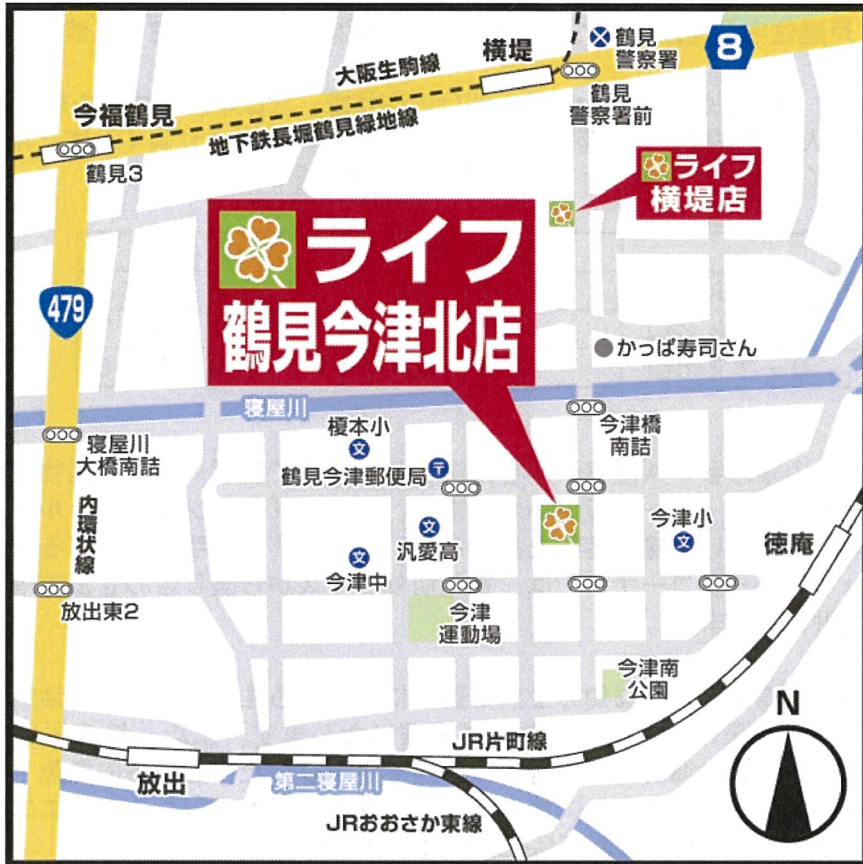 大阪生駒線
横堤
鶴見
警察署
8
今福鶴見
地下鉄長堀鶴見緑地線
鶴見
警察署前
鶴見3
ライフ
横堤店
ライフ
鶴見今津北店
479
かっぱ寿司さん
寝屋川
寝屋川
大橋南詰
榎本小
文
鶴見今津郵便局
〒
今津橋
南詰
内環状線
文
汎愛高
文
今津中
今津小
文
徳庵
放出東2
今津
運動場
今津南
公園
N
JR片町線
放出
第二寝屋川
JRおおさか東線